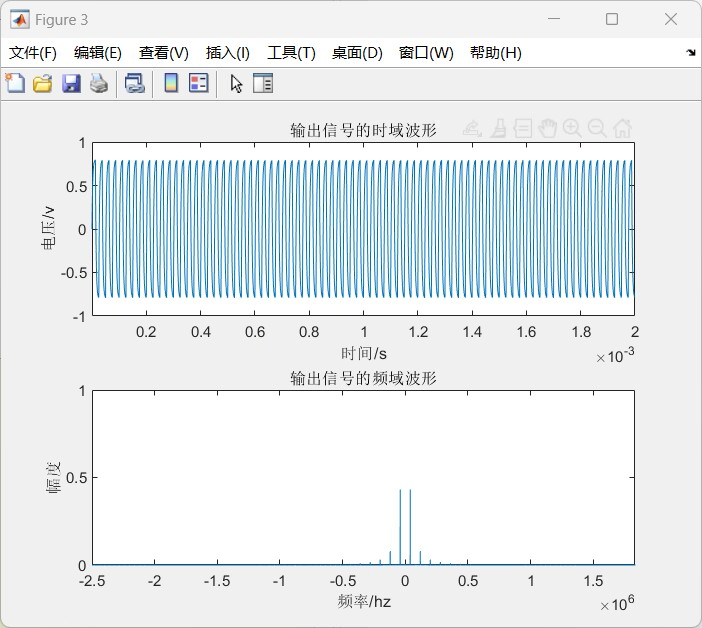 Figure 3
文件(F) 编辑(E) 查看(V) 插入(I) 工具(T) 桌面(D) 窗口(W) 帮助(H)
输出信号的时域波形
1
0.5
0
-0.5
-1
电压/v
0.2 0.4 0.6 0.8 1 1.2 1.4 1.6 1.8 2
时间/s
×10-3
输出信号的频域波形
1
0.5
0
幅度
-2.5 -2 -1.5 -1 -0.5 0 0.5 1 1.5
频率/hz
×106